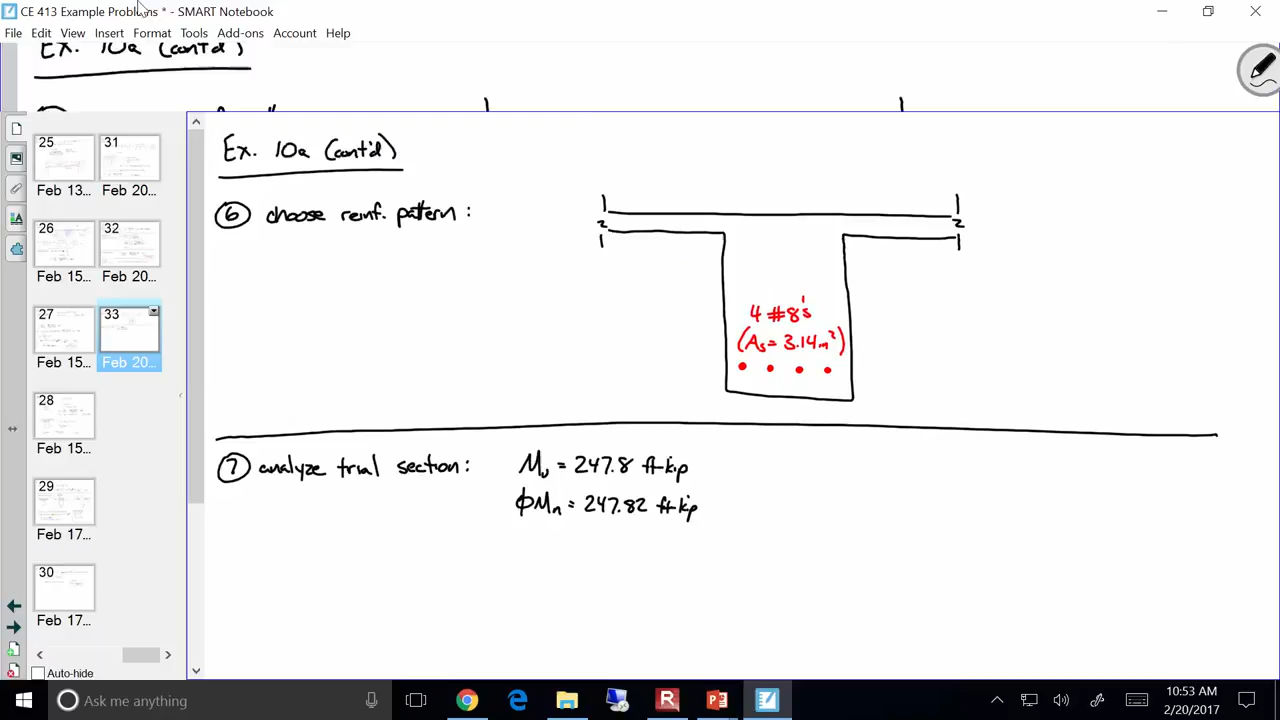 CE 413 Example Problems * - SMART Notebook
File Edit View Insert Format Tools Add-ons Account Help
Ex. 10a (cont'd)
Ex. 10a (cont'd)
6 choose reinf. pattern:
4 #8's
(As = 3.14in²)
7 analyze trial section: Mu = 247.8 ft-kip
ϕMn = 247.82 ft-kip
25 31
Feb 13... Feb 20...
26 32
Feb 15... Feb 20...
27 33
Feb 15... Feb 20...
28
Feb 15...
29
Feb 17...
30
Feb 17...
Auto-hide
Ask me anything
10:53 AM
2/20/2017